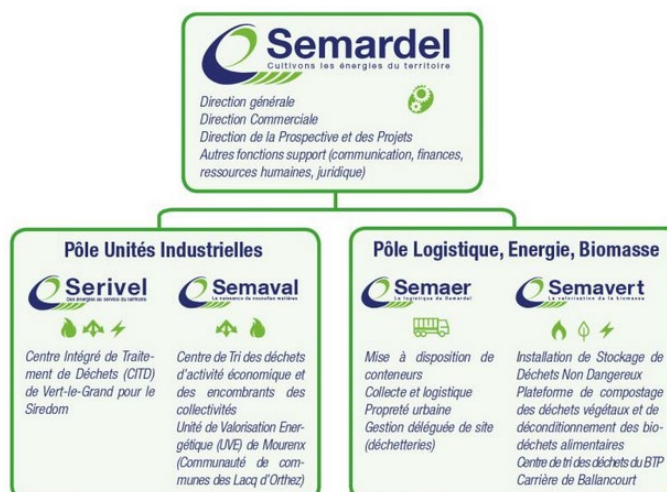 Semardel
Cultivons les énergies du territoire
Direction générale
Direction Commerciale
Direction de la Prospective et des Projets
Autres fonctions support (communication, finances,
ressources humaines, juridique)
Pôle Unités Industrielles
Serivel
Des énergies au service du territoire
Centre Intégré de Traite-
ment de Déchets (CITD)
de Vert-le-Grand pour le
Siredom
Semaval
La naissance de nouvelles matières
Centre de Tri des déchets
d'activité économique et
des encombrants des
collectivités
Unité de Valorisation Ener-
gétique (UVE) de Mourenx
(Communauté de com-
munes des Lacq d'Orthez)
Pôle Logistique, Energie, Biomasse
Semaer
La logistique de Semardel
Mise à disposition de
conteneurs
Collecte et logistique
Propreté urbaine
Gestion déléguée de site
(déchetteries)
Semavert
La valorisation de la biomasse
Installation de Stockage de
Déchets Non Dangereux
Plateforme de compostage
des déchets végétaux et de
déconditionnement des bio-
déchets alimentaires
Centre de tri des déchets du BTP
Carrière de Ballancourt